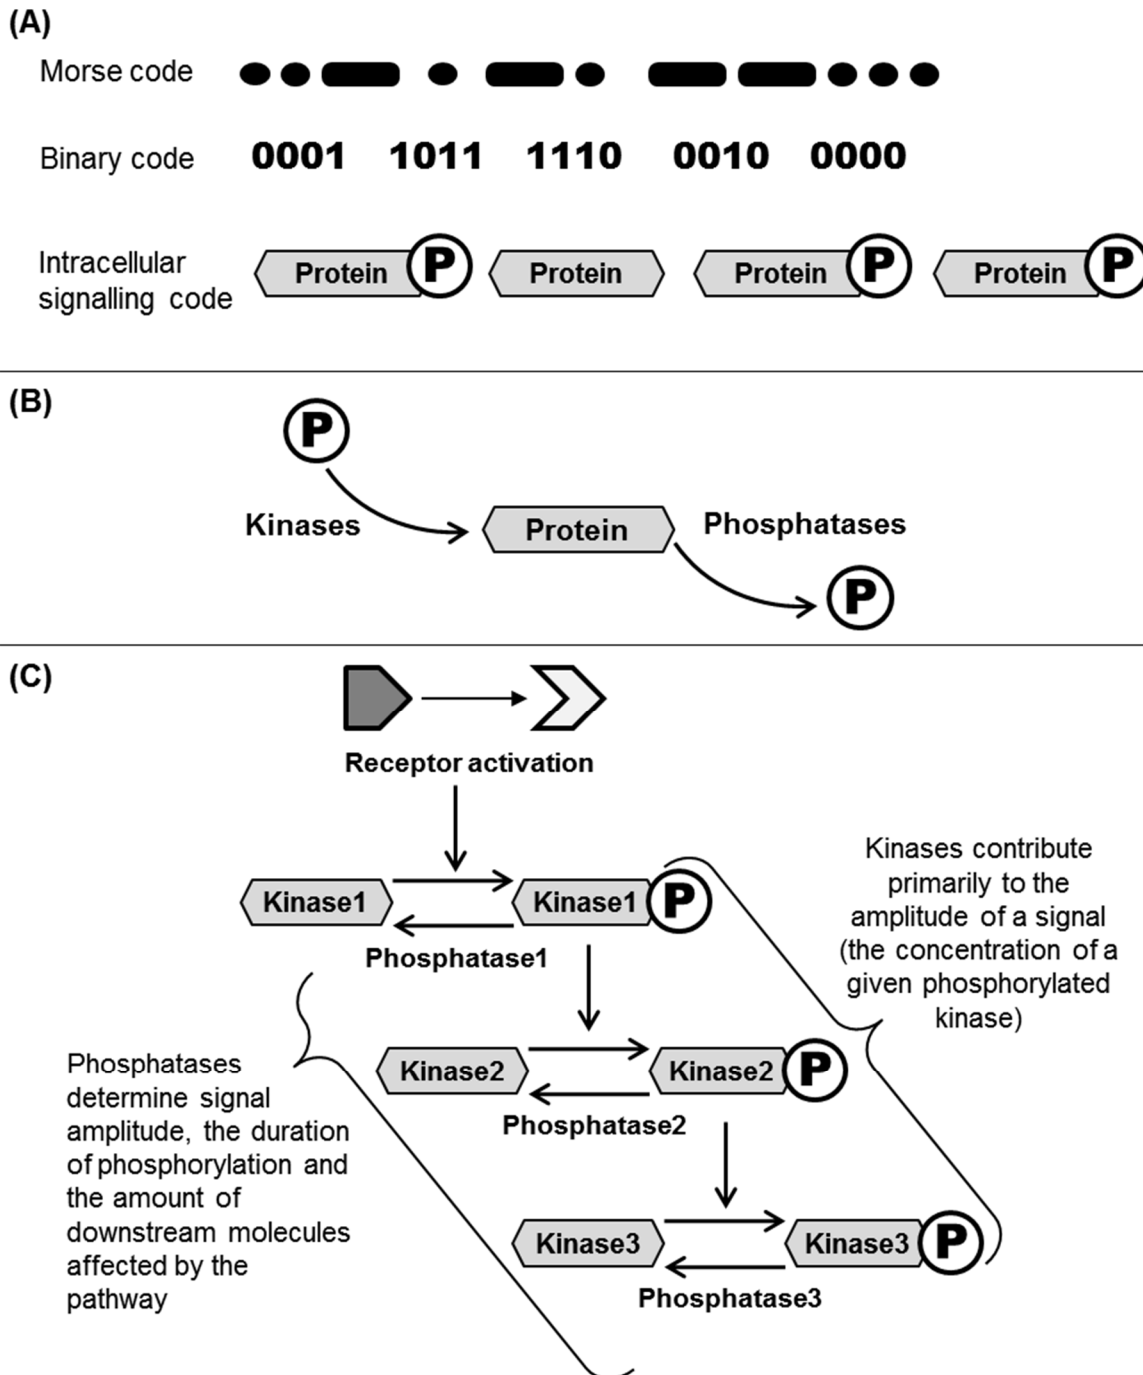 (A)
Morse code
Binary code 0001 1011 1110 0010 0000
Intracellular
signalling code
Protein P Protein Protein P Protein P
(B)
P
Kinases Protein Phosphatases
P
(C)
Receptor activation
Kinase1 Kinase1 P
Phosphatase1
Kinases contribute
primarily to the
amplitude of a signal
(the concentration of a
given phosphorylated
kinase)
Kinase2 Kinase2 P
Phosphatase2
Phosphatases
determine signal
amplitude, the duration
of phosphorylation and
the amount of
downstream molecules
affected by the
pathway
Kinase3 Kinase3 P
Phosphatase3